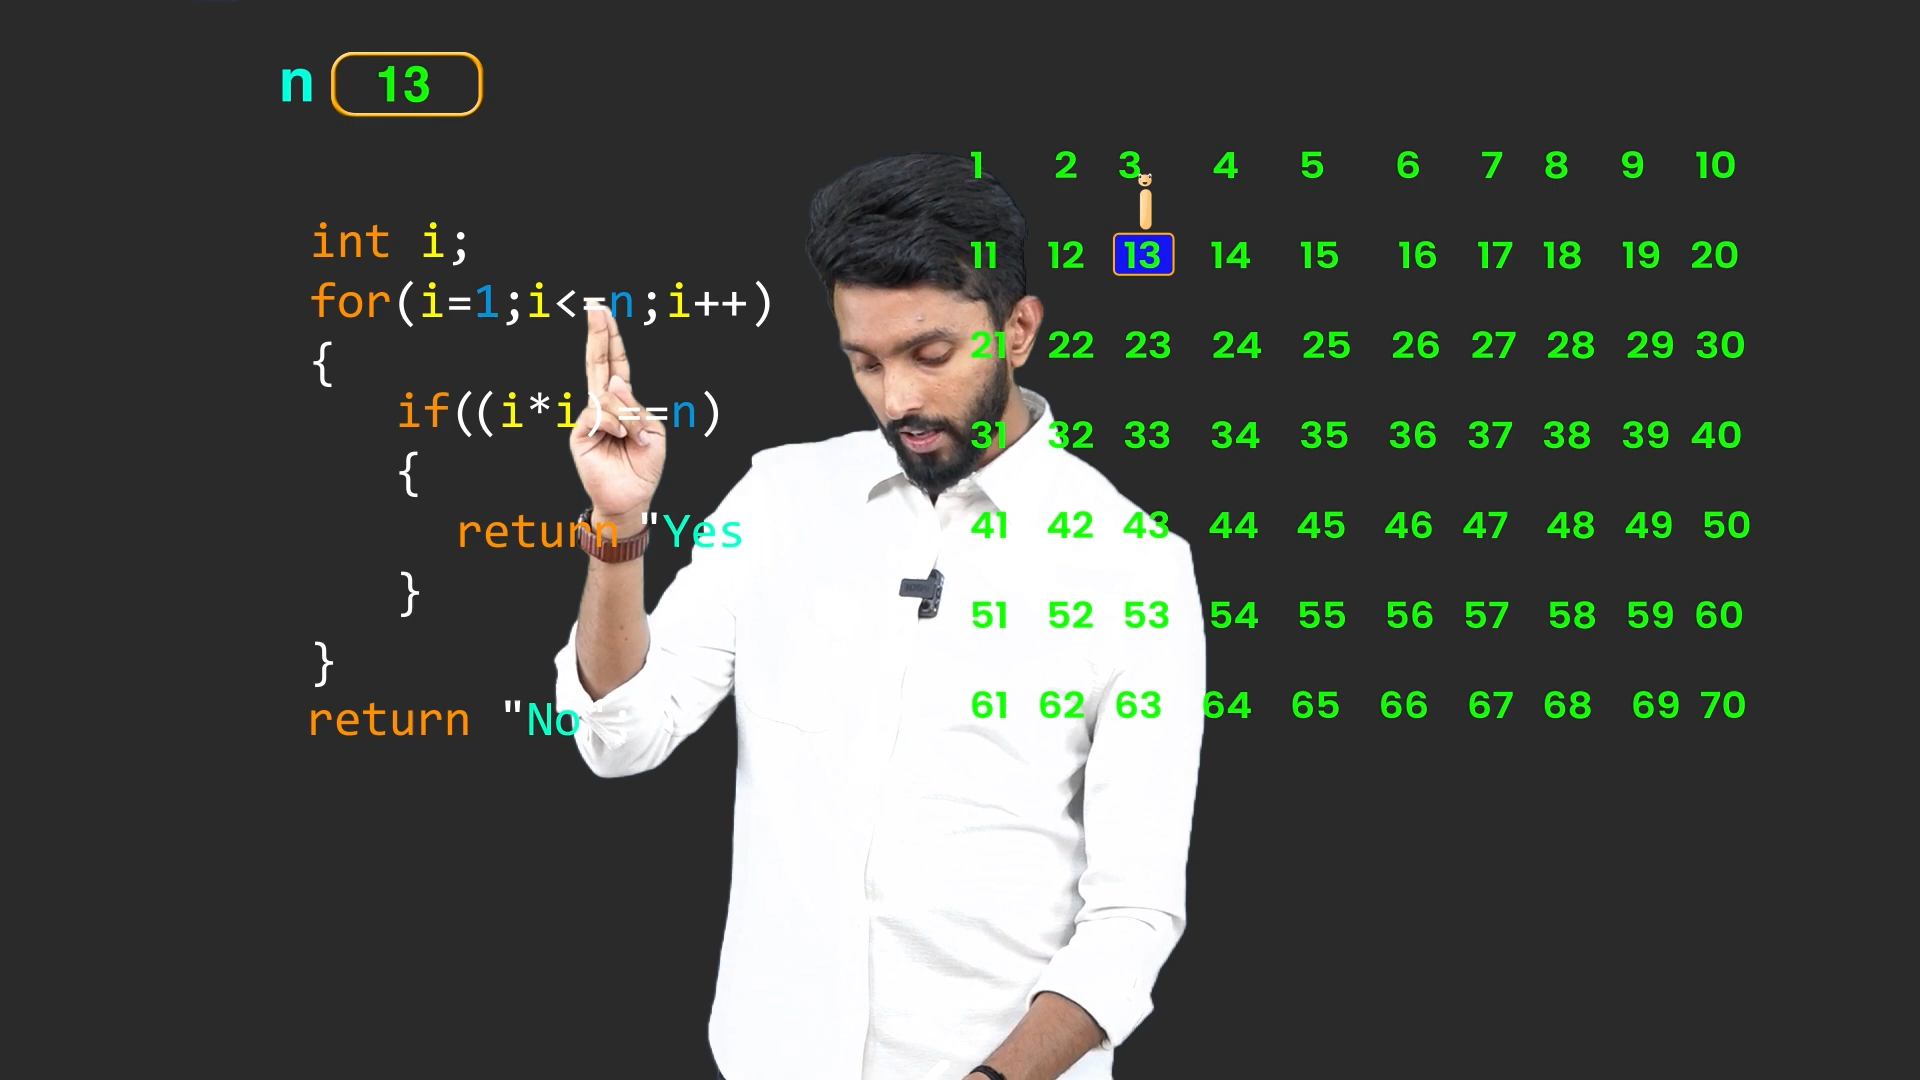 n 13
int i;
for(i=1;i<=n;i++)
{
if((i*i)==n)
{
return "Yes
}
}
return "No";
1 2 3 4 5 6 7 8 9 10
11 12 13 14 15 16 17 18 19 20
21 22 23 24 25 26 27 28 29 30
31 32 33 34 35 36 37 38 39 40
41 42 43 44 45 46 47 48 49 50
51 52 53 54 55 56 57 58 59 60
61 62 63 64 65 66 67 68 69 70